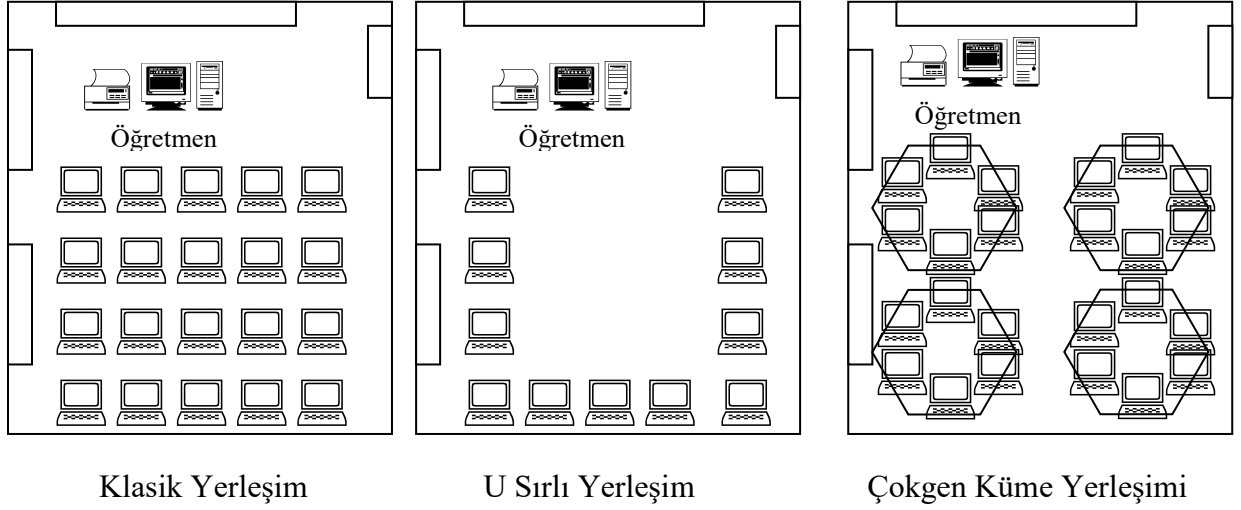 Öğretmen
Öğretmen
Öğretmen
Klasik Yerleşim
U Sırlı Yerleşim
Çokgen Küme Yerleşimi